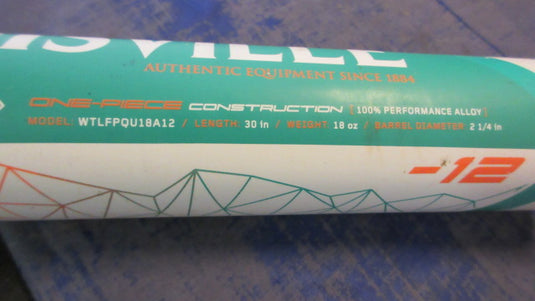 ISVILLE
AUTHENTIC EQUIPMENT SINCE 1884
ONE-PIECE CONSTRUCTION [100% PERFORMANCE ALLOY]
MODEL: WTLFPQU18A12 / LENGTH: 30 in / WEIGHT: 18 oz / BARREL DIAMETER: 2 1/4 in
-12